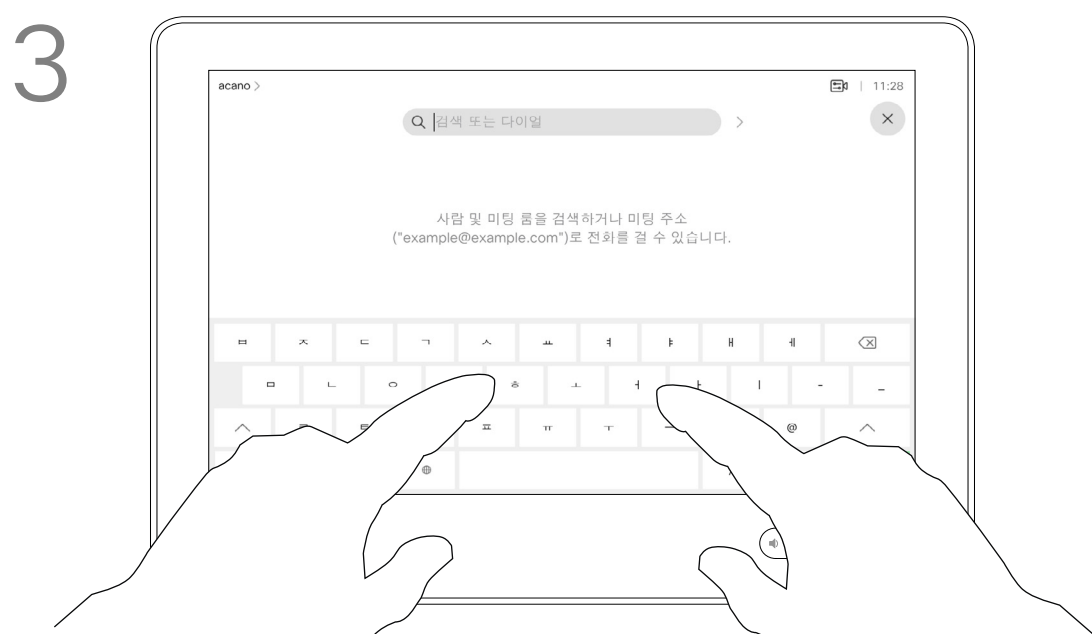 3
acano >
11:28
검색 또는 다이얼
사람 및 미팅 룸을 검색하거나 미팅 주소
("example@example.com")로 전화를 걸 수 있습니다.
ㅂ ㅈ ㄷ ㄱ ㅅ ㅛ ㅕ ㅑ ㅐ ㅔ
ㅁ ㄴ ㅇ ㅎ ㅗ ㅓ ㅏ ㅣ - _
ㅍ ㅠ ㅜ ㅡ @